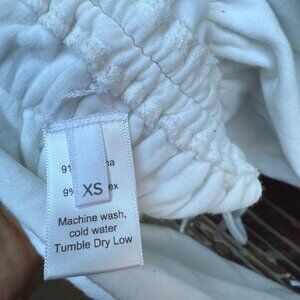 91
9%
XS
Machine wash,
cold water
Tumble Dry Low